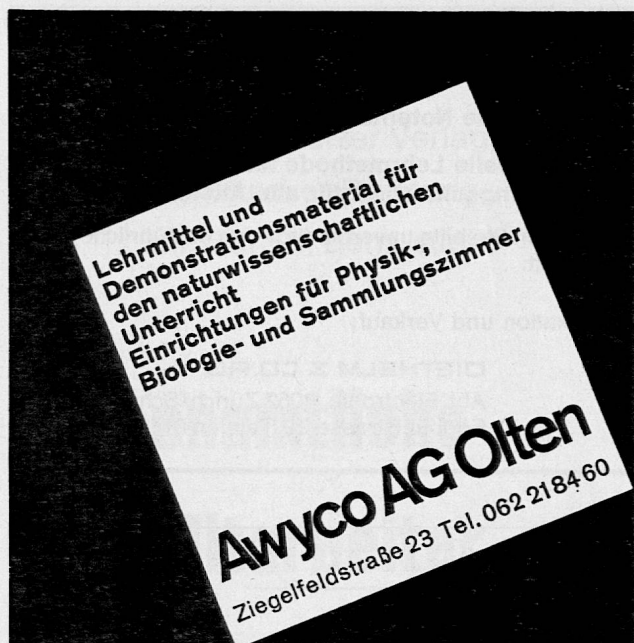 Lehrmittel und
Demonstrationsmaterial für
den naturwissenschaftlichen
Unterricht
Einrichtungen für Physik-,
Biologie- und Sammlungszimmer
Awyco AG Olten
Ziegelfeldstraße 23 Tel. 062 218460